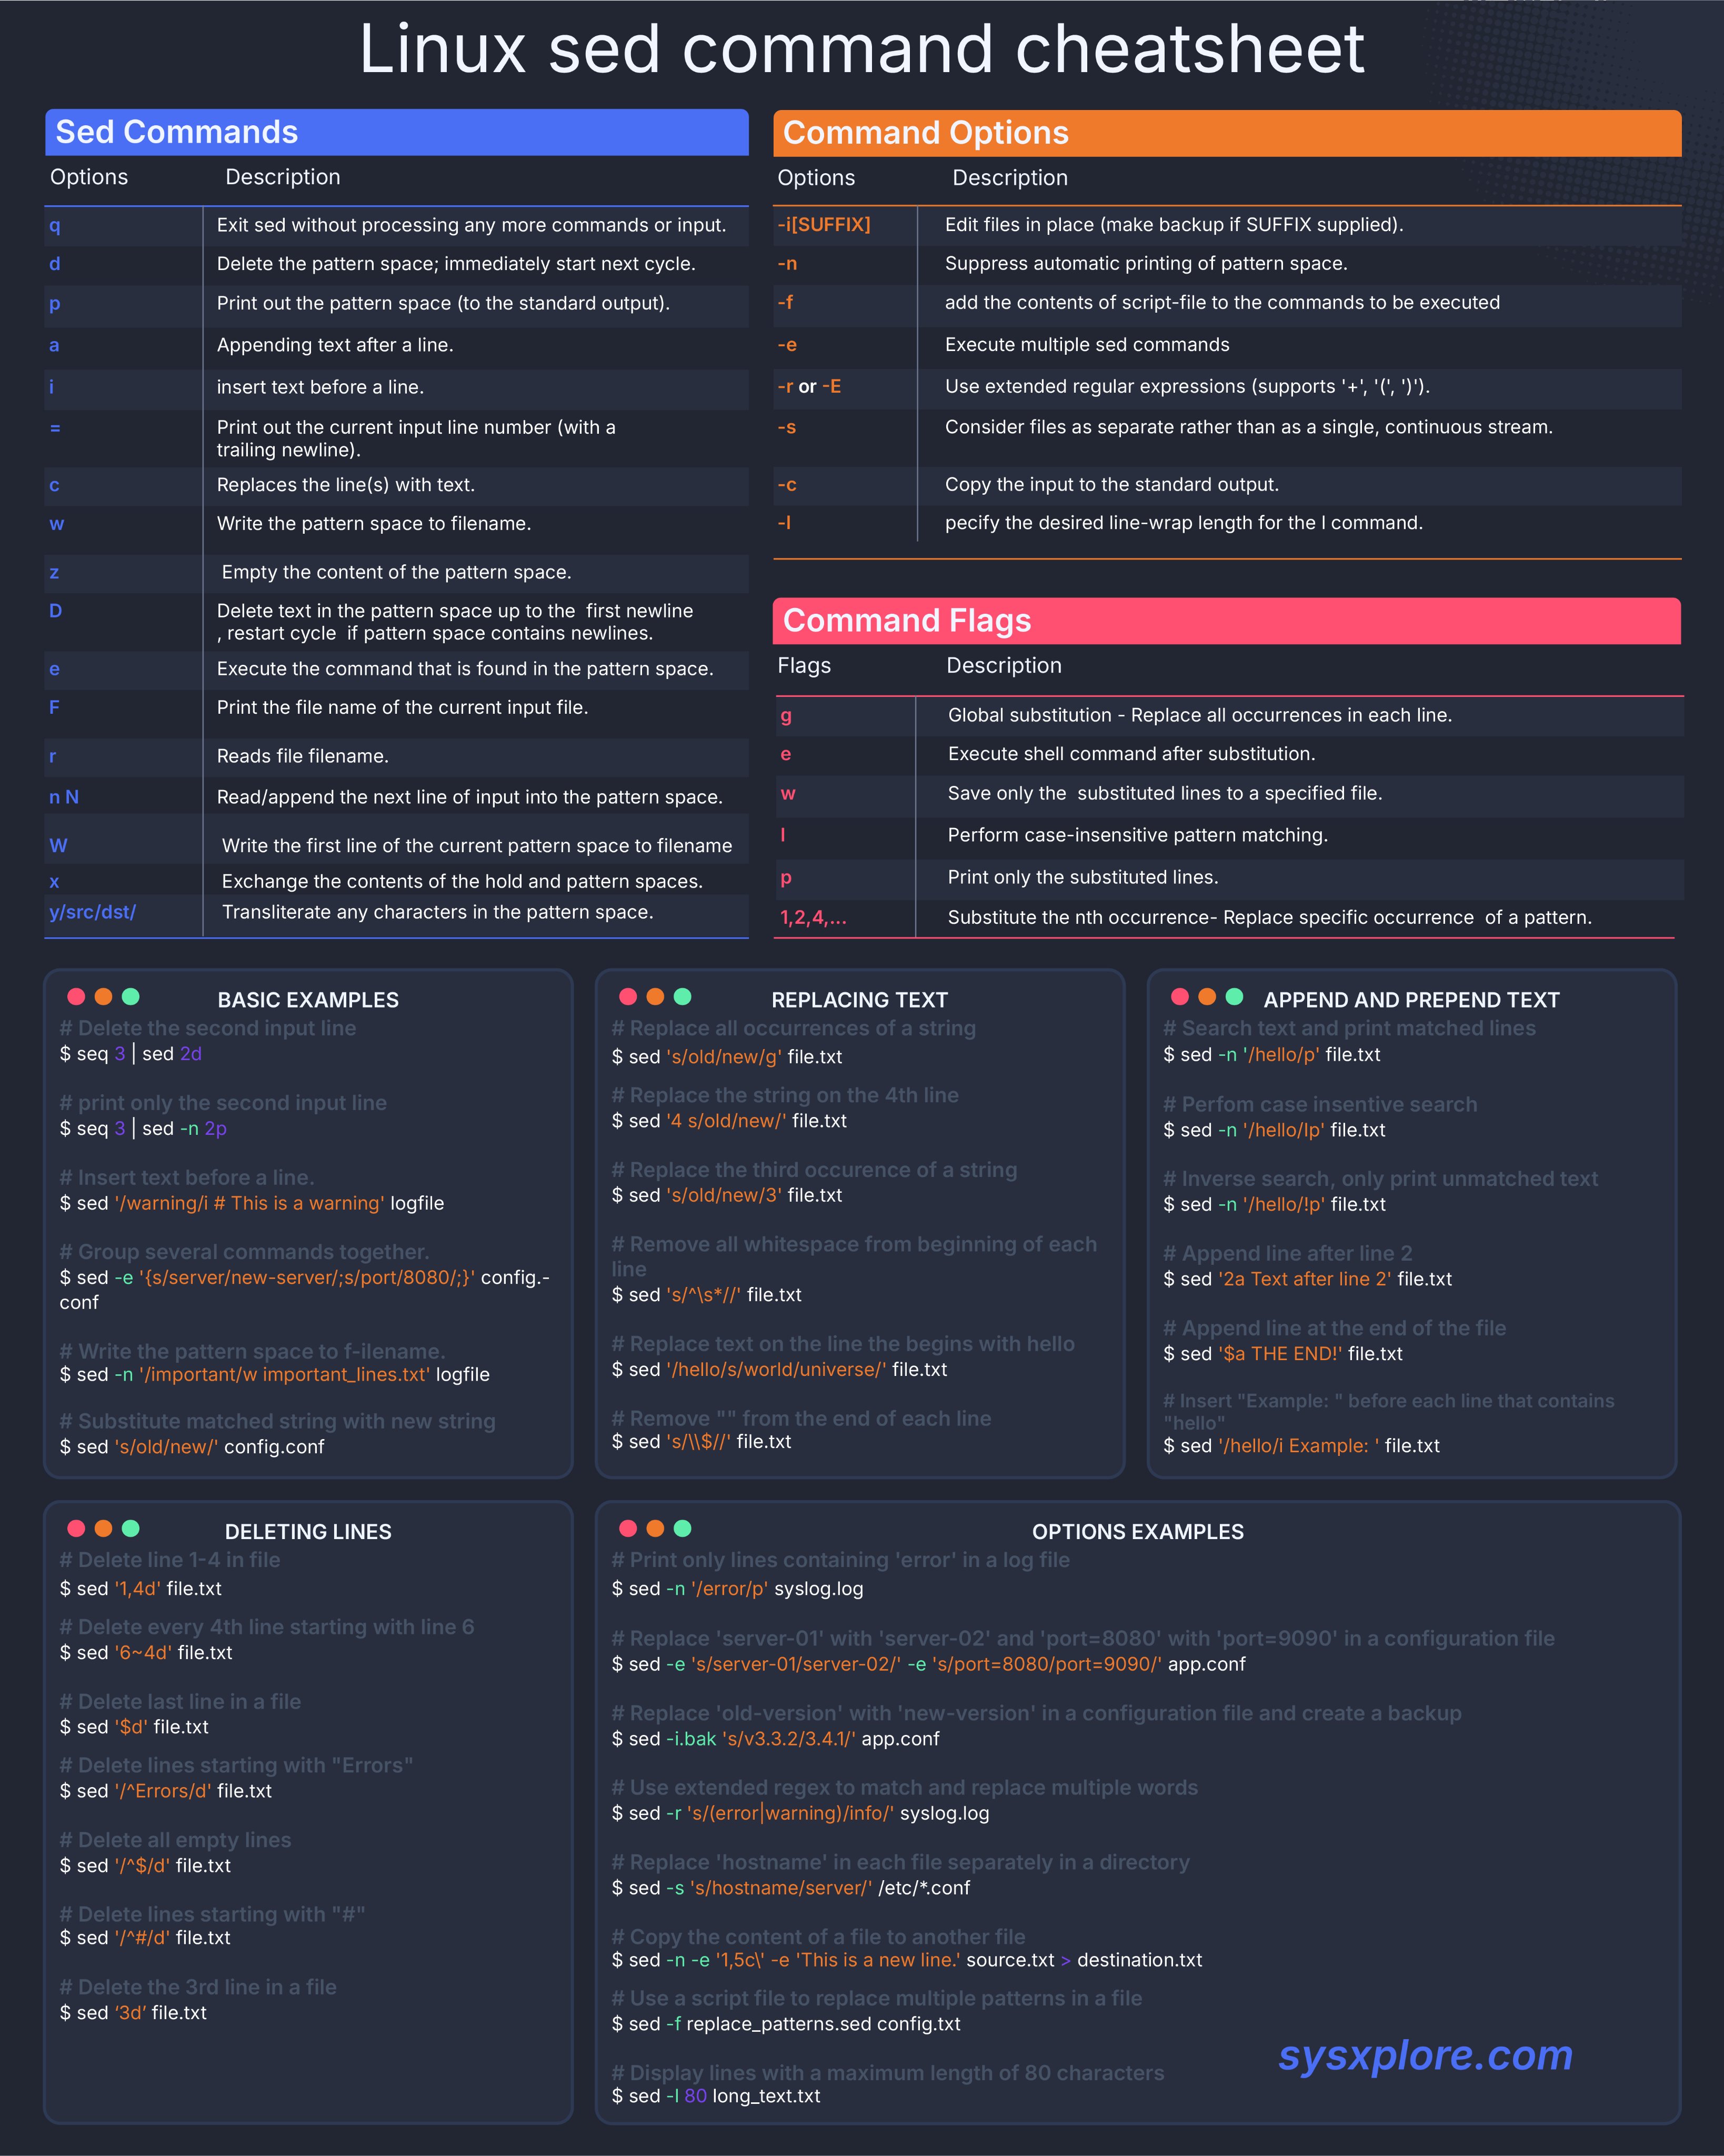 Linux sed command cheatsheet
Sed Commands
Options Description
q Exit sed without processing any more commands or input.
d Delete the pattern space; immediately start next cycle.
p Print out the pattern space (to the standard output).
a Appending text after a line.
i insert text before a line.
= Print out the current input line number (with a
trailing newline).
c Replaces the line(s) with text.
w Write the pattern space to filename.
z Empty the content of the pattern space.
D Delete text in the pattern space up to the first newline
, restart cycle if pattern space contains newlines.
e Execute the command that is found in the pattern space.
F Print the file name of the current input file.
r Reads file filename.
n N Read/append the next line of input into the pattern space.
W Write the first line of the current pattern space to filename
x Exchange the contents of the hold and pattern spaces.
y/src/dst/ Transliterate any characters in the pattern space.
Command Options
Options Description
-i[SUFFIX] Edit files in place (make backup if SUFFIX supplied).
-n Suppress automatic printing of pattern space.
-f add the contents of script-file to the commands to be executed
-e Execute multiple sed commands
-r or -E Use extended regular expressions (supports '+', '(', ')').
-s Consider files as separate rather than as a single, continuous stream.
-c Copy the input to the standard output.
-l pecify the desired line-wrap length for the l command.
Command Flags
Flags Description
g Global substitution - Replace all occurrences in each line.
e Execute shell command after substitution.
w Save only the substituted lines to a specified file.
I Perform case-insensitive pattern matching.
p Print only the substituted lines.
1,2,4,... Substitute the nth occurrence- Replace specific occurrence of a pattern.
BASIC EXAMPLES
# Delete the second input line
$ seq 3 | sed 2d
# print only the second input line
$ seq 3 | sed -n 2p
# Insert text before a line.
$ sed '/warning/i # This is a warning' logfile
# Group several commands together.
$ sed -e '{s/server/new-server/;s/port/8080/;}' config.-
conf
# Write the pattern space to f-ilename.
$ sed -n '/important/w important_lines.txt' logfile
# Substitute matched string with new string
$ sed 's/old/new/' config.conf
REPLACING TEXT
# Replace all occurrences of a string
$ sed 's/old/new/g' file.txt
# Replace the string on the 4th line
$ sed '4 s/old/new/' file.txt
# Replace the third occurence of a string
$ sed 's/old/new/3' file.txt
# Remove all whitespace from beginning of each
line
$ sed 's/^\s*//' file.txt
# Replace text on the line the begins with hello
$ sed '/hello/s/world/universe/' file.txt
# Remove "" from the end of each line
$ sed 's/\\$//' file.txt
APPEND AND PREPEND TEXT
# Search text and print matched lines
$ sed -n '/hello/p' file.txt
# Perfom case insentive search
$ sed -n '/hello/Ip' file.txt
# Inverse search, only print unmatched text
$ sed -n '/hello/!p' file.txt
# Append line after line 2
$ sed '2a Text after line 2' file.txt
# Append line at the end of the file
$ sed '$a THE END!' file.txt
# Insert "Example: " before each line that contains
"hello"
$ sed '/hello/i Example: ' file.txt
DELETING LINES
# Delete line 1-4 in file
$ sed '1,4d' file.txt
# Delete every 4th line starting with line 6
$ sed '6~4d' file.txt
# Delete last line in a file
$ sed '$d' file.txt
# Delete lines starting with "Errors"
$ sed '/^Errors/d' file.txt
# Delete all empty lines
$ sed '/^$/d' file.txt
# Delete lines starting with "#"
$ sed '/^#/d' file.txt
# Delete the 3rd line in a file
$ sed ‘3d’ file.txt
OPTIONS EXAMPLES
# Print only lines containing 'error' in a log file
$ sed -n '/error/p' syslog.log
# Replace 'server-01' with 'server-02' and 'port=8080' with 'port=9090' in a configuration file
$ sed -e 's/server-01/server-02/' -e 's/port=8080/port=9090/' app.conf
# Replace 'old-version' with 'new-version' in a configuration file and create a backup
$ sed -i.bak 's/v3.3.2/3.4.1/' app.conf
# Use extended regex to match and replace multiple words
$ sed -r 's/(error|warning)/info/' syslog.log
# Replace 'hostname' in each file separately in a directory
$ sed -s 's/hostname/server/' /etc/*.conf
# Copy the content of a file to another file
$ sed -n -e '1,5c\' -e 'This is a new line.' source.txt > destination.txt
# Use a script file to replace multiple patterns in a file
$ sed -f replace_patterns.sed config.txt
# Display lines with a maximum length of 80 characters
$ sed -l 80 long_text.txt
sysxplore.com